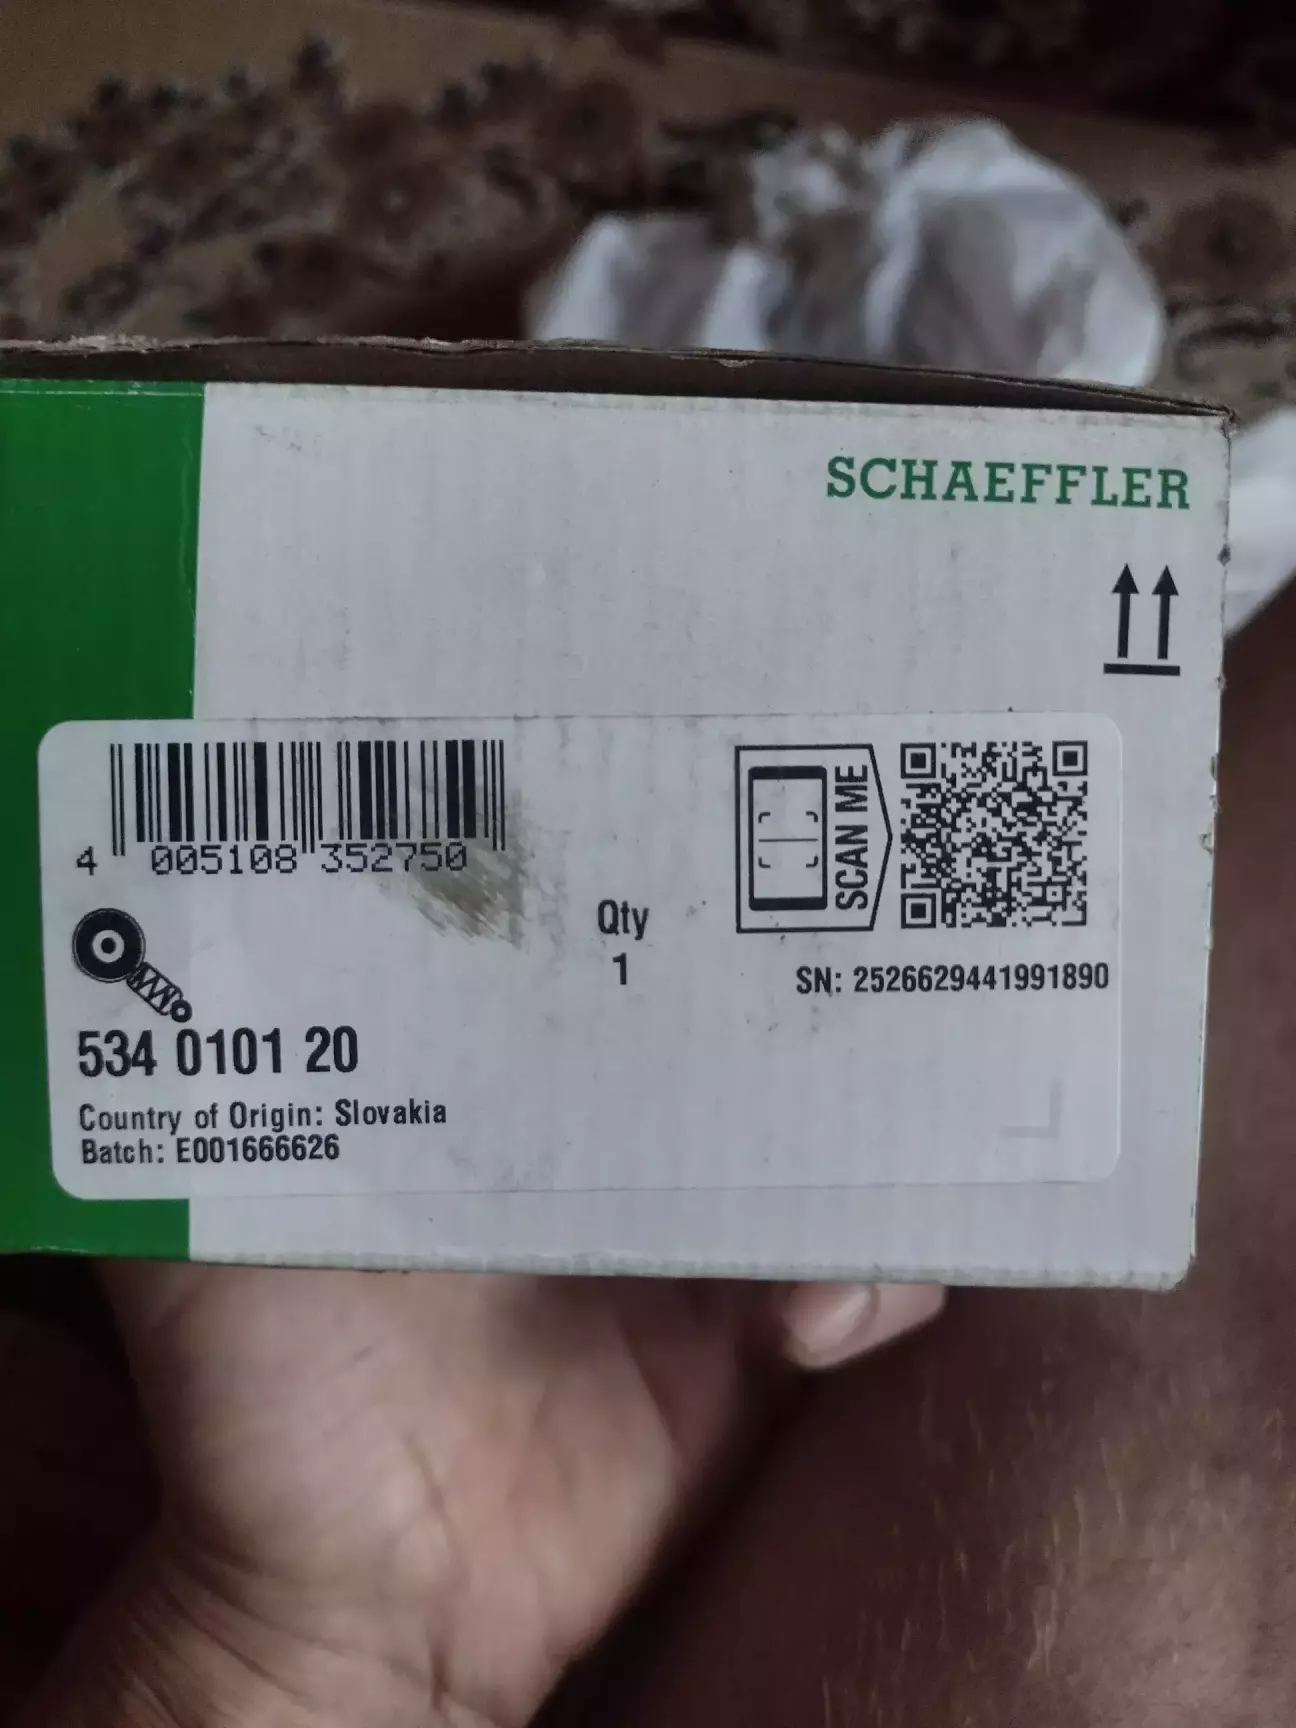 SCHAEFFLER
4 005108 352750
SCAN ME
Qty
1
SN: 2526629441991890
534 0101 20
Country of Origin: Slovakia
Batch: E001666626